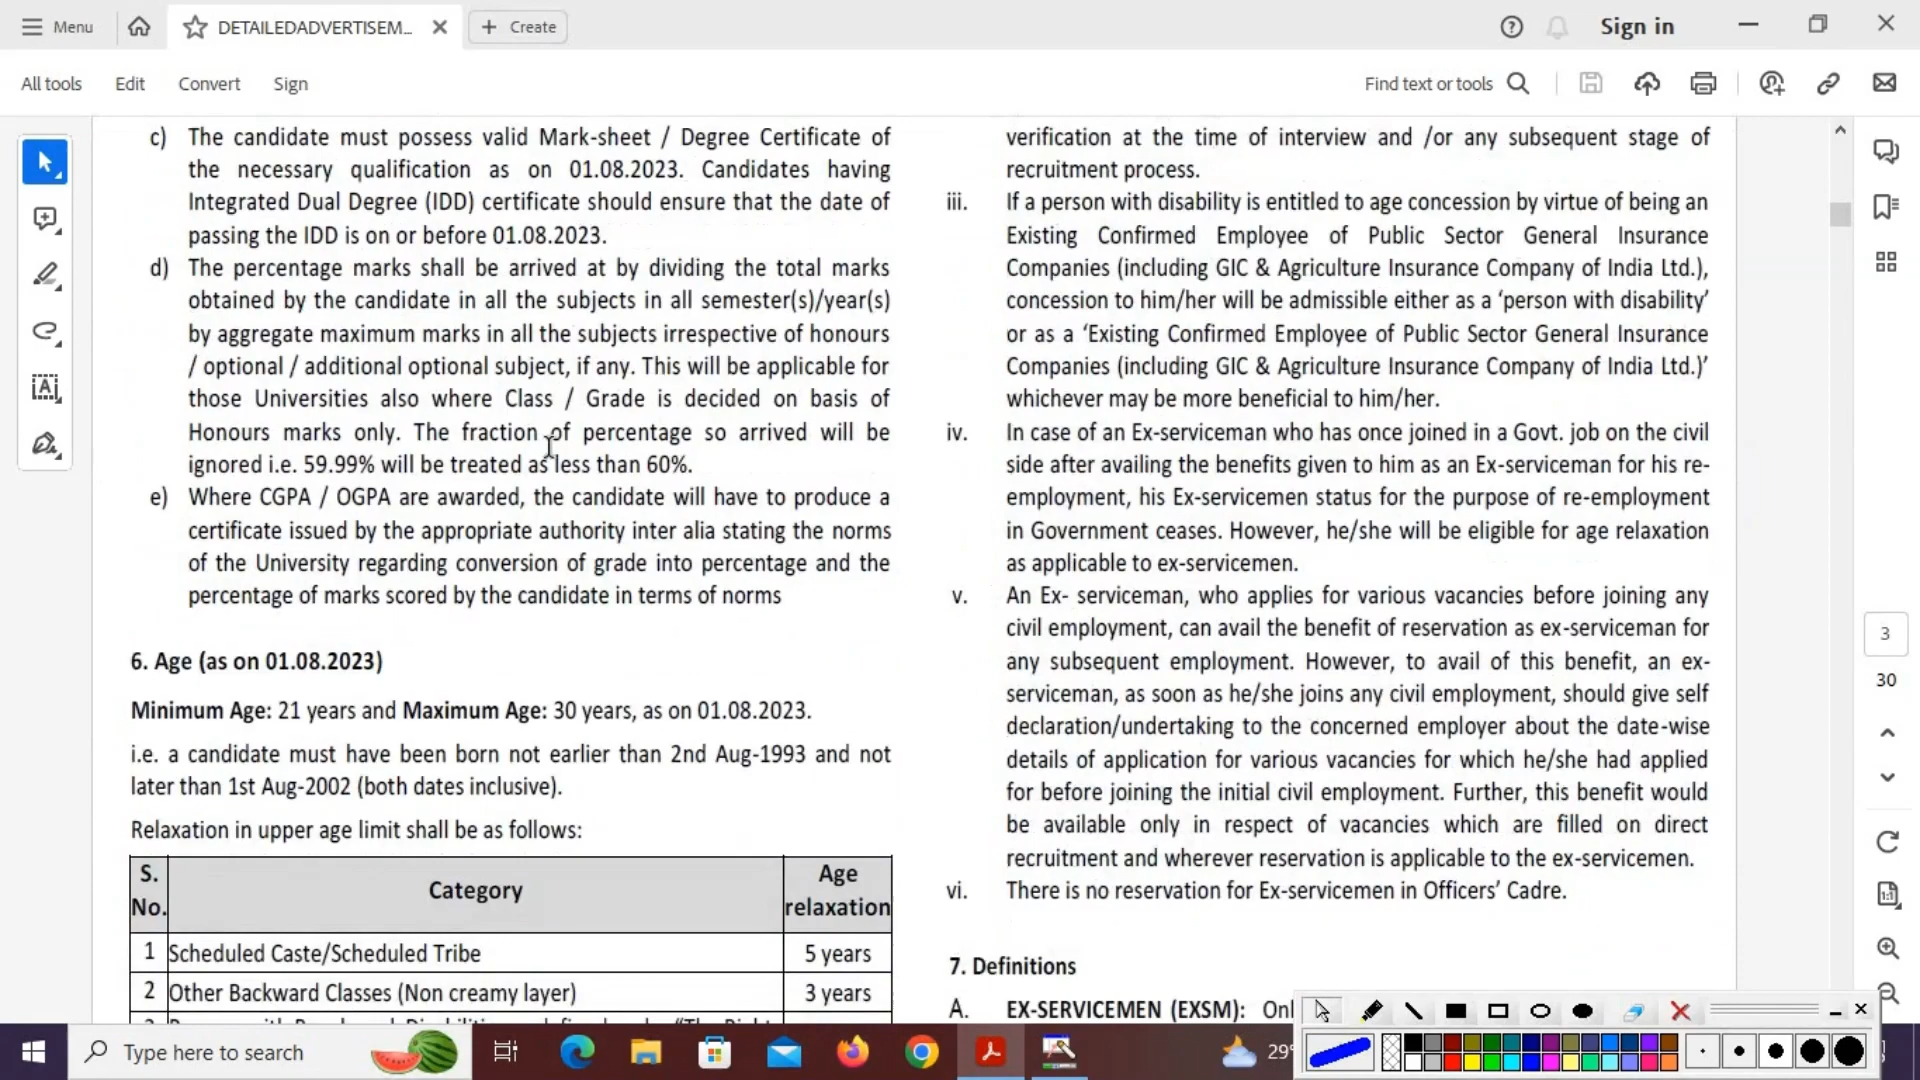 Menu
DETAILEDADVERTISEM...
Create
Sign in
All tools
Edit
Convert
Sign
Find text or tools
c) The candidate must possess valid Mark-sheet / Degree Certificate of
the necessary qualification as on 01.08.2023. Candidates having
Integrated Dual Degree (IDD) certificate should ensure that the date of
passing the IDD is on or before 01.08.2023.
d) The percentage marks shall be arrived at by dividing the total marks
obtained by the candidate in all the subjects in all semester(s)/year(s)
by aggregate maximum marks in all the subjects irrespective of honours
/ optional / additional optional subject, if any. This will be applicable for
those Universities also where Class / Grade is decided on basis of
Honours marks only. The fraction of percentage so arrived will be
ignored i.e. 59.99% will be treated as less than 60%.
e) Where CGPA / OGPA are awarded, the candidate will have to produce a
certificate issued by the appropriate authority inter alia stating the norms
of the University regarding conversion of grade into percentage and the
percentage of marks scored by the candidate in terms of norms
6. Age (as on 01.08.2023)
Minimum Age: 21 years and Maximum Age: 30 years, as on 01.08.2023.
i.e. a candidate must have been born not earlier than 2nd Aug-1993 and not
later than 1st Aug-2002 (both dates inclusive).
Relaxation in upper age limit shall be as follows:
S. No. Category Age relaxation
1 Scheduled Caste/Scheduled Tribe 5 years
2 Other Backward Classes (Non creamy layer) 3 years
verification at the time of interview and /or any subsequent stage of
recruitment process.
iii. If a person with disability is entitled to age concession by virtue of being an
Existing Confirmed Employee of Public Sector General Insurance
Companies (including GIC & Agriculture Insurance Company of India Ltd.),
concession to him/her will be admissible either as a ‘person with disability’
or as a ‘Existing Confirmed Employee of Public Sector General Insurance
Companies (including GIC & Agriculture Insurance Company of India Ltd.)’
whichever may be more beneficial to him/her.
iv. In case of an Ex-serviceman who has once joined in a Govt. job on the civil
side after availing the benefits given to him as an Ex-serviceman for his re-
employment, his Ex-servicemen status for the purpose of re-employment
in Government ceases. However, he/she will be eligible for age relaxation
as applicable to ex-servicemen.
v. An Ex- serviceman, who applies for various vacancies before joining any
civil employment, can avail the benefit of reservation as ex-serviceman for
any subsequent employment. However, to avail of this benefit, an ex-
serviceman, as soon as he/she joins any civil employment, should give self
declaration/undertaking to the concerned employer about the date-wise
details of application for various vacancies for which he/she had applied
for before joining the initial civil employment. Further, this benefit would
be available only in respect of vacancies which are filled on direct
recruitment and wherever reservation is applicable to the ex-servicemen.
vi. There is no reservation for Ex-servicemen in Officers’ Cadre.
7. Definitions
A. EX-SERVICEMEN (EXSM): Onl
3
30
Type here to search
29°